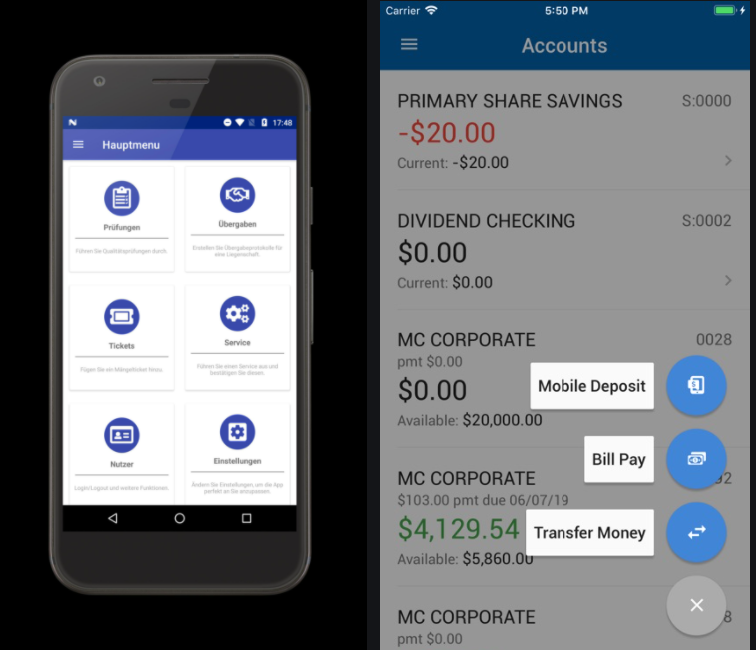 17:48
Hauptmenu
Prüfungen
Führen Sie Qualitätsprüfungen durch.
Übergaben
Erstellen Sie Übergabeprotokolle für
eine Liegenschaft.
Tickets
Fügen Sie ein Mängelticket hinzu.
Service
Führen Sie einen Service aus und
bestätigen Sie diesen.
Nutzer
Login/Logout und weitere Funktionen.
Einstellungen
Ändern Sie Einstellungen, um die App
perfekt an Sie anzupassen.
Carrier
5:50 PM
Accounts
PRIMARY SHARE SAVINGS
S:0000
-$20.00
Current: -$20.00
DIVIDEND CHECKING
S:0002
$0.00
Current: $0.00
MC CORPORATE
0028
pmt $0.00
$0.00
Mobile Deposit
Available: $20,000.00
Bill Pay
MC CORPORATE
$103.00 pmt due 06/07/19
$4,129.54
Transfer Money
Available: $5,860.00
MC CORPORATE
pmt $0.00